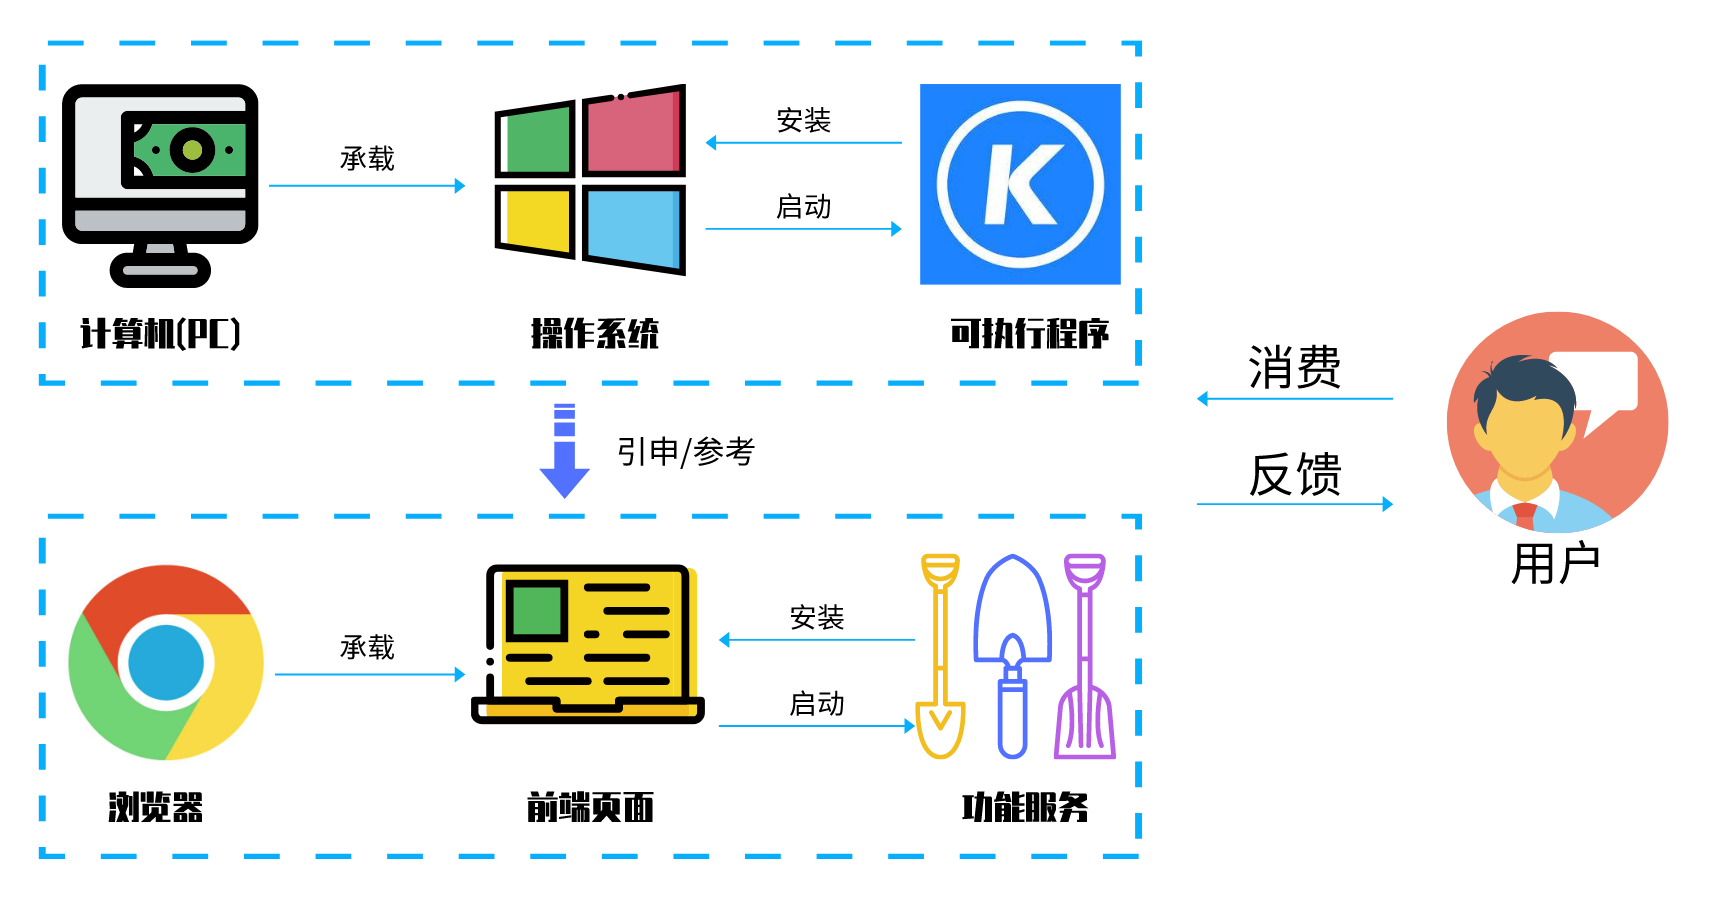 承载
安装
启动
K
计算机(PC)
操作系统
可执行程序
引申/参考
消费
反馈
用户
承载
安装
启动
浏览器
前端页面
功能服务